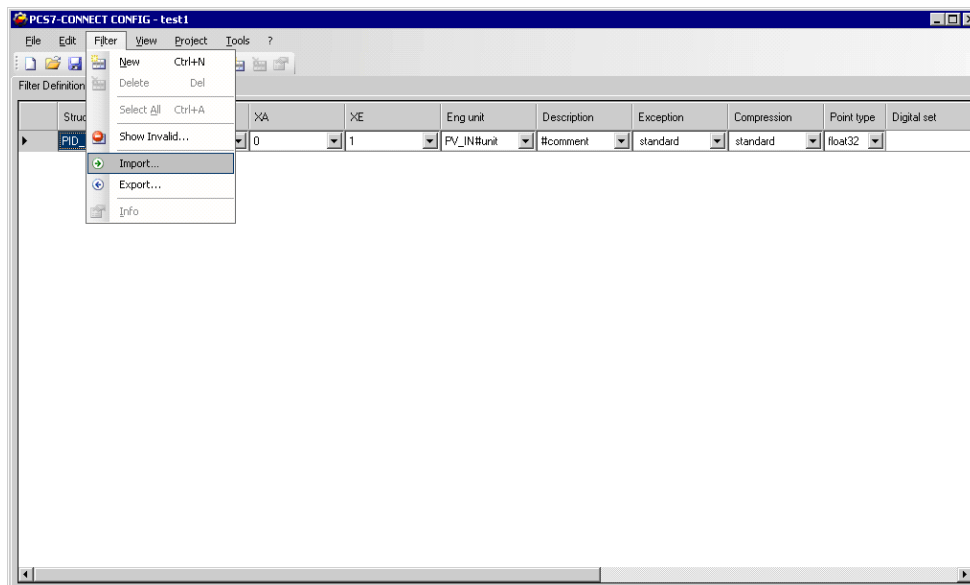 PCS7-CONNECT CONFIG - test1
File Edit Filter View Project Tools ?
New Ctrl+N
Filter Definition
Delete Del
Select All Ctrl+A
Struc XA XE Eng unit Description Exception Compression Point type Digital set
Show Invalid...
PID_ 0 1 PV_IN#unit #comment standard standard float32
Import...
Export...
Info